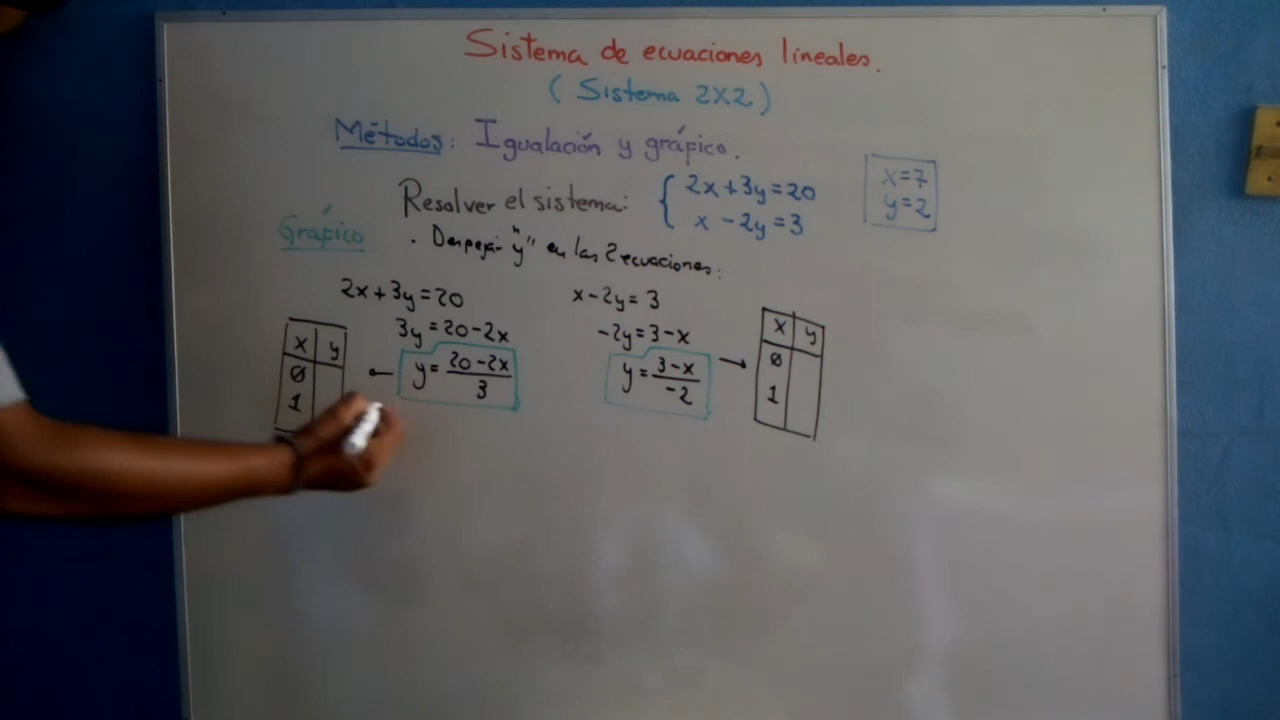 Sistema de ecuaciones lineales.
(Sistema 2X2)
Métodos: Igualación y gráfico.
Resolver el sistema: { 2x+3y=20
x-2y=3
x=7
y=2
Gráfico
. Despejar "y" en las 2 ecuaciones:
2x+3y=20
3y=20-2x
y=20-2x/3
x-2y=3
-2y=3-x
y=3-x/-2
x y
0
1
x y
0
1